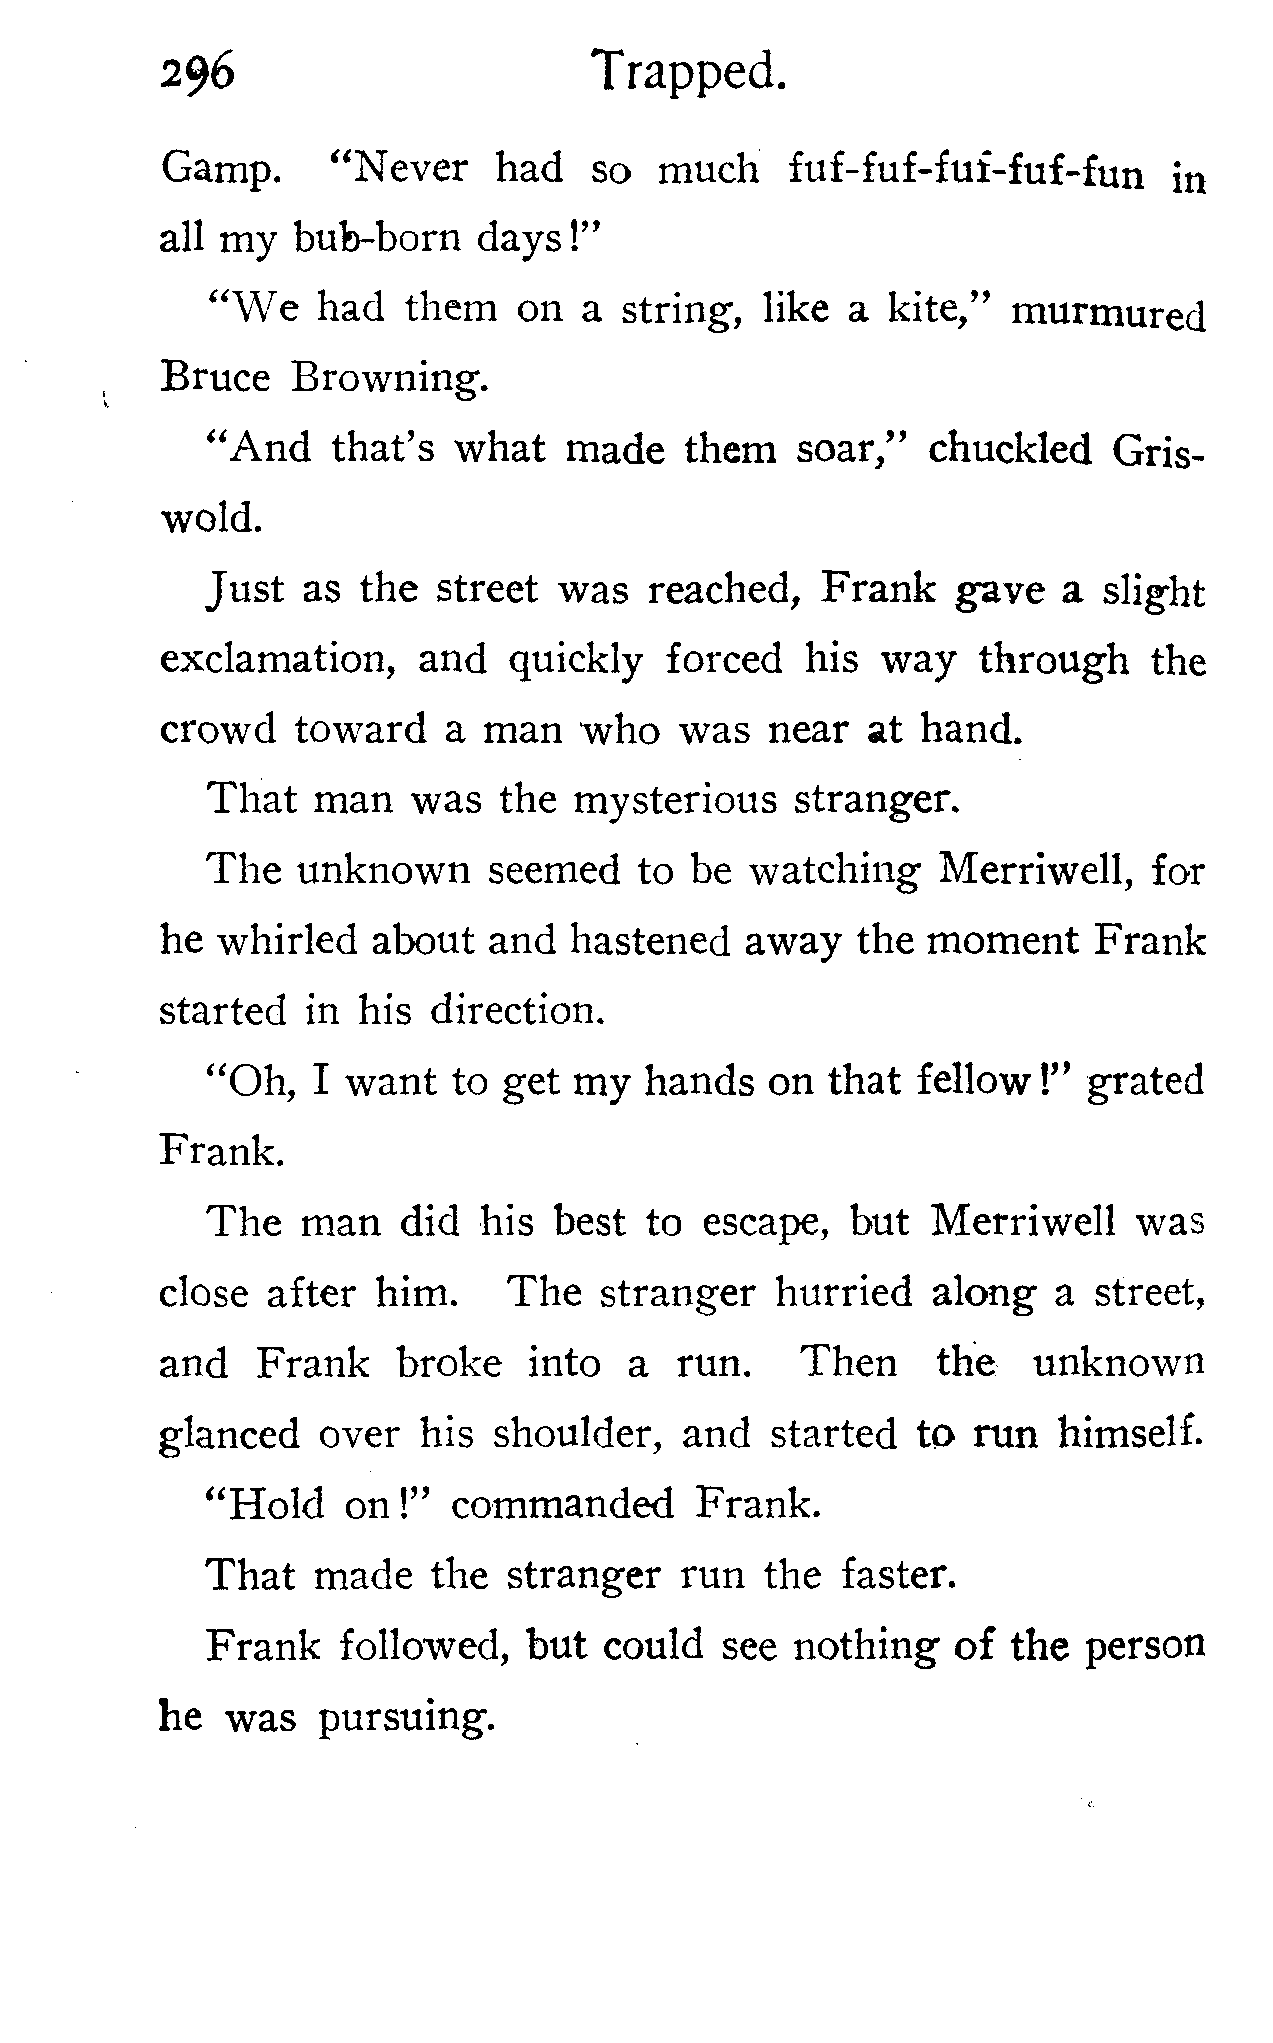 296 Trapped.
Gamp. "Never had so much fuf-fuf-fuf-fuf-fun in
all my bub-born days!"
"We had them on a string, like a kite," murmured
Bruce Browning.
"And that's what made them soar," chuckled Gris-
wold.
Just as the street was reached, Frank gave a slight
exclamation, and quickly forced his way through the
crowd toward a man who was near at hand.
That man was the mysterious stranger.
The unknown seemed to be watching Merriwell, for
he whirled about and hastened away the moment Frank
started in his direction.
"Oh, I want to get my hands on that fellow!" grated
Frank.
The man did his best to escape, but Merriwell was
close after him. The stranger hurried along a street,
and Frank broke into a run. Then the unknown
glanced over his shoulder, and started to run himself.
"Hold on!" commanded Frank.
That made the stranger run the faster.
Frank followed, but could see nothing of the person
he was pursuing.